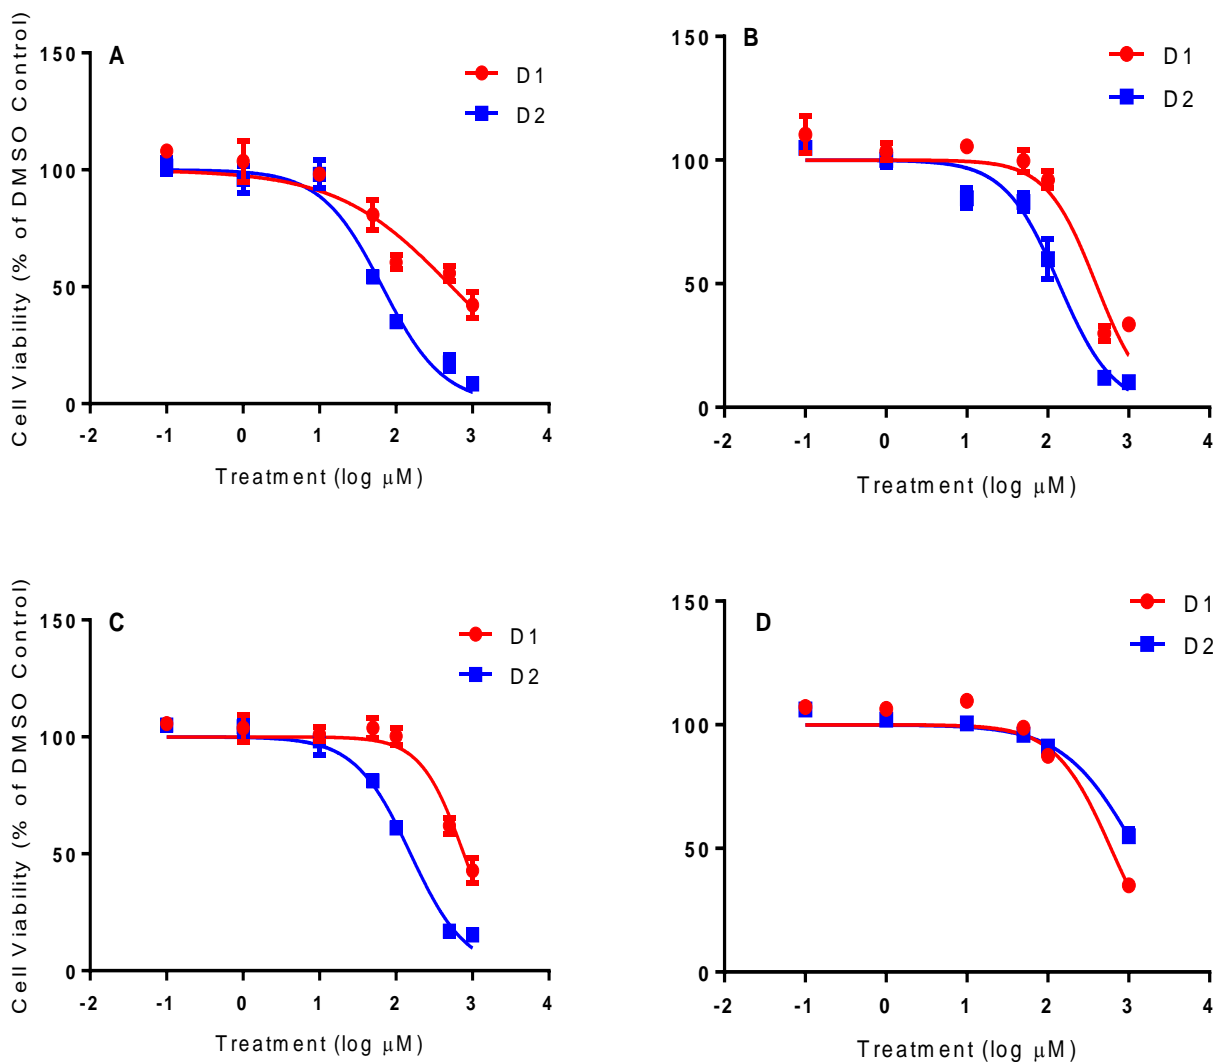 A
Cell Viability (% of DMSO Control)
150
100
50
0
-2 -1 0 1 2 3 4
Treatment (log μM)
D1
D2
B
150
100
50
0
-2 -1 0 1 2 3 4
Treatment (log μM)
D1
D2
C
Cell Viability (% of DMSO Control)
150
100
50
0
-2 -1 0 1 2 3 4
Treatment (log μM)
D1
D2
D
150
100
50
0
-2 -1 0 1 2 3 4
Treatment (log μM)
D1
D2